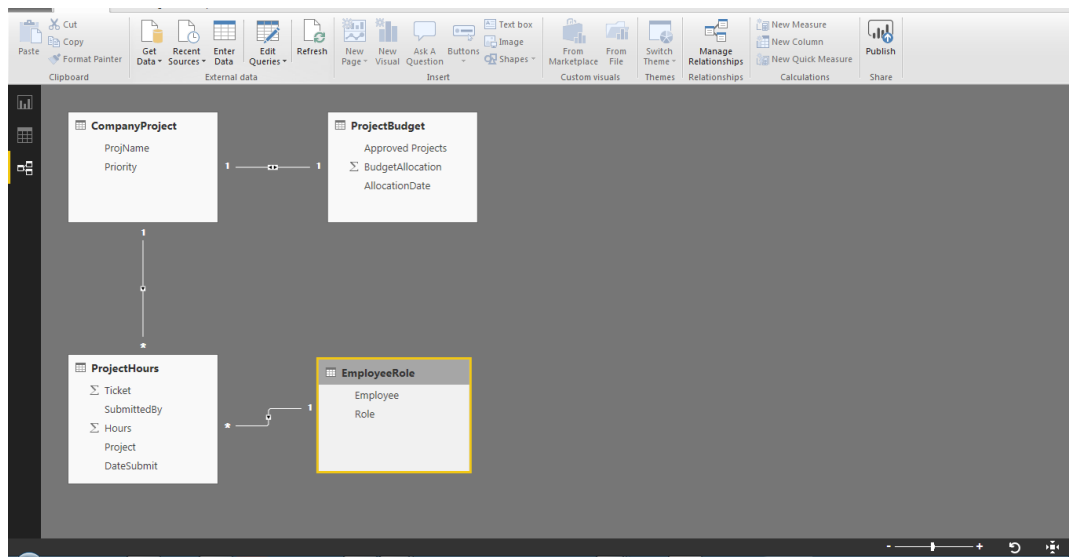 Cut
Copy
Format Painter
Paste
Clipboard
Get Data
Recent Sources
Enter Data
Edit Queries
External data
Refresh
New Page
New Visual
Ask A Question
Buttons
Text box
Image
Shapes
Insert
From Marketplace
From File
Custom visuals
Switch Theme
Themes
Manage Relationships
Relationships
New Measure
New Column
New Quick Measure
Calculations
Publish
Share
CompanyProject
ProjName
Priority
1
1
ProjectBudget
Approved Projects
∑ BudgetAllocation
AllocationDate
1
*
ProjectHours
∑ Ticket
SubmittedBy
∑ Hours
Project
DateSubmit
*
1
EmployeeRole
Employee
Role
- +